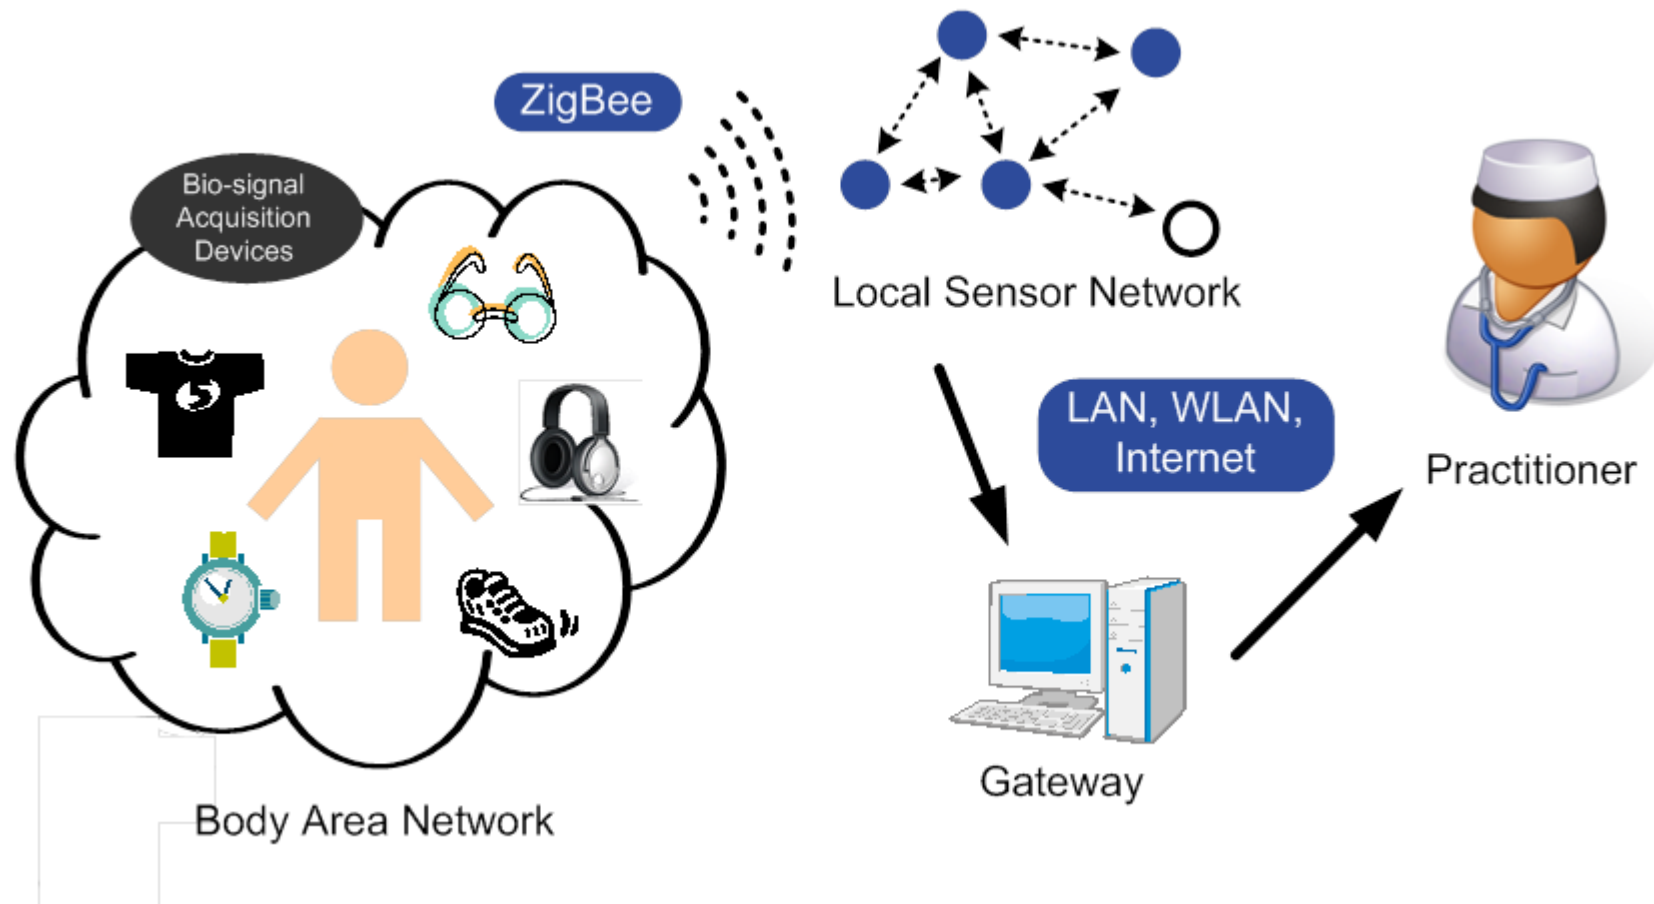 ZigBee
Bio-signal
Acquisition
Devices
Local Sensor Network
LAN, WLAN,
Internet
Practitioner
Gateway
Body Area Network